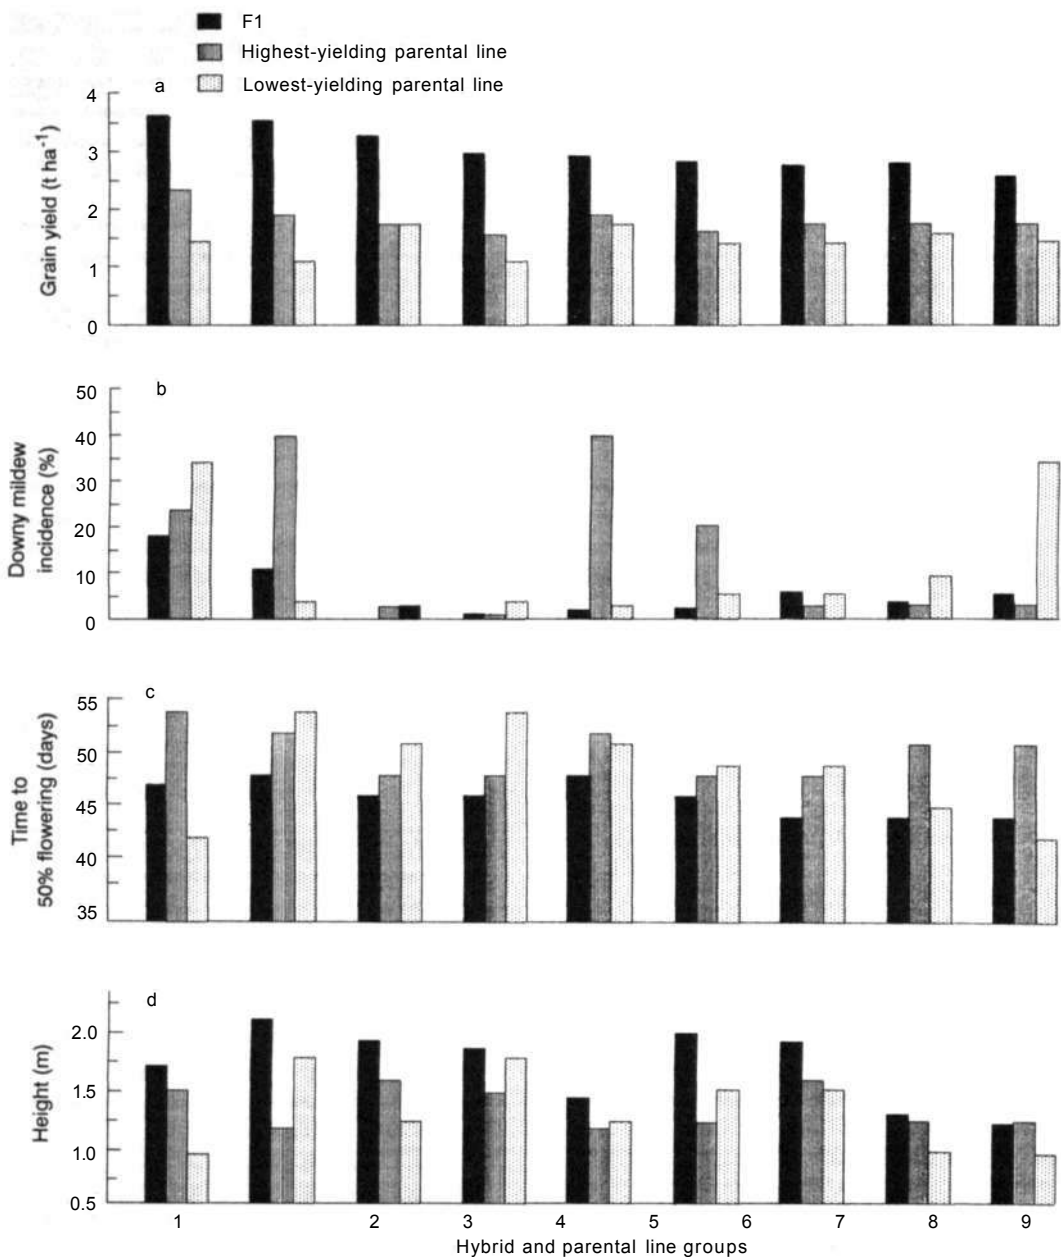 F1
Highest-yielding parental line
Lowest-yielding parental line
a
Grain yield (t ha⁻¹)
4
3
2
1
0
b
Downy mildew
incidence (%)
50
40
30
20
10
0
c
Time to
50% flowering (days)
55
50
45
40
35
d
Height (m)
2.0
1.5
1.0
0.5
1 2 3 4 5 6 7 8 9
Hybrid and parental line groups